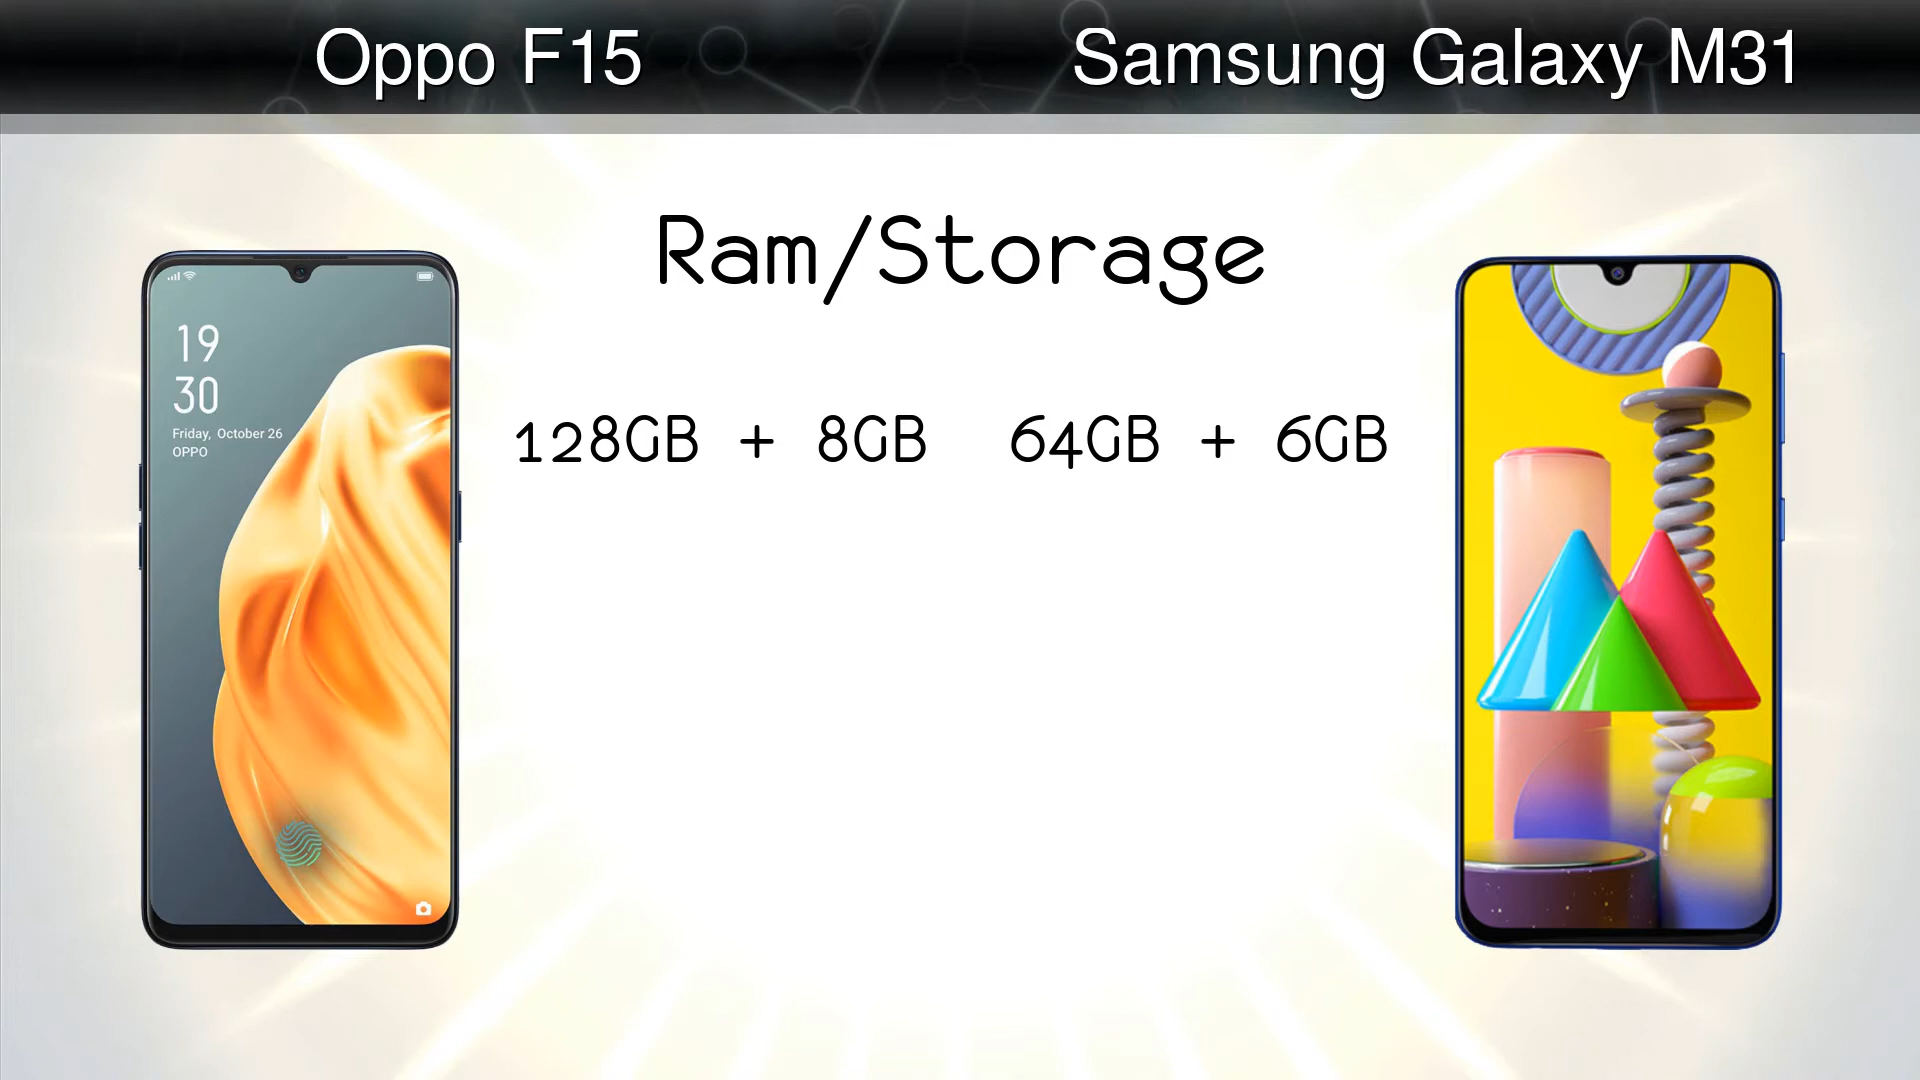 Oppo F15
Samsung Galaxy M31
Ram/Storage
19
30
Friday, October 26
OPPO
128GB + 8GB
64GB + 6GB